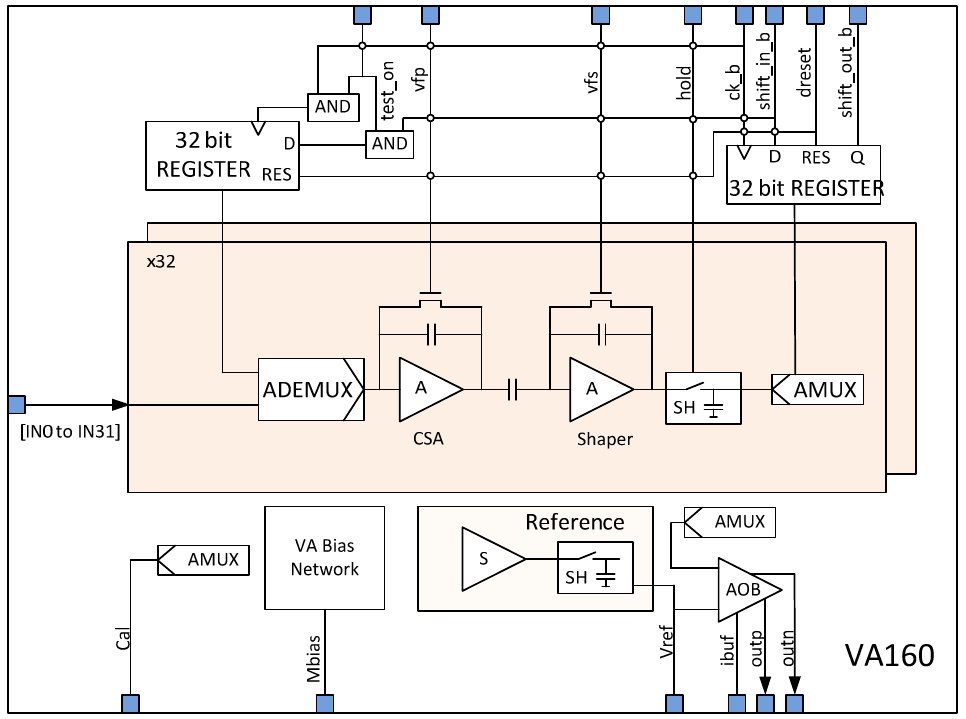 test_on
vfp
vfs
hold
ck_b
shift_in_b
dreset
shift_out_b
AND
AND
32 bit
REGISTER
D
RES
D
RES
Q
32 bit REGISTER
x32
ADEMUX
A
CSA
A
Shaper
SH
AMUX
[IN0 to IN31]
AMUX
Cal
VA Bias
Network
Mbias
Reference
S
SH
Vref
AMUX
AOB
ibuf
outp
outn
VA160